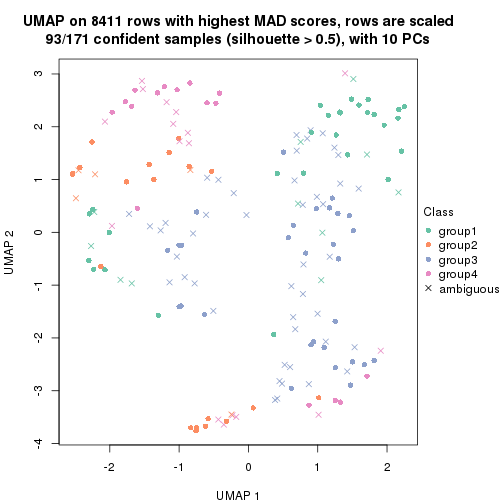 UMAP on 8411 rows with highest MAD scores, rows are scaled
93/171 confident samples (silhouette > 0.5), with 10 PCs
3
2
1
0
-1
-2
-3
-4
UMAP 2
-2
-1
0
1
2
UMAP 1
Class
group1
group2
group3
group4
ambiguous